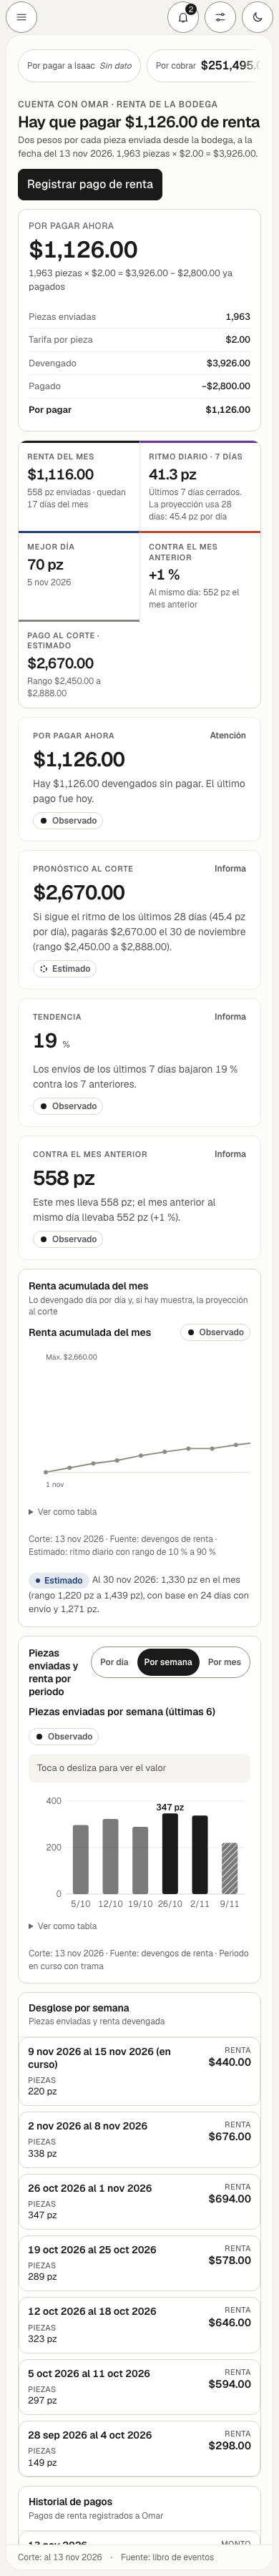 2
Por pagar a Isaac Sin dato
Por cobrar $251,495.0
CUENTA CON OMAR · RENTA DE LA BODEGA
Hay que pagar $1,126.00 de renta
Dos pesos por cada pieza enviada desde la bodega, a la
fecha del 13 nov 2026. 1,963 piezas × $2.00 = $3,926.00.
Registrar pago de renta
POR PAGAR AHORA
$1,126.00
1,963 piezas × $2.00 = $3,926.00 − $2,800.00 ya
pagados
Piezas enviadas 1,963
Tarifa por pieza $2.00
Devengado $3,926.00
Pagado −$2,800.00
Por pagar $1,126.00
RENTA DEL MES
$1,116.00
558 pz enviadas · quedan
17 días del mes
RITMO DIARIO · 7 DÍAS
41.3 pz
Últimos 7 días cerrados.
La proyección usa 28
días: 45.4 pz por día
MEJOR DÍA
70 pz
5 nov 2026
CONTRA EL MES
ANTERIOR
+1 %
Al mismo día: 552 pz el
mes anterior
PAGO AL CORTE ·
ESTIMADO
$2,670.00
Rango $2,450.00 a
$2,888.00
POR PAGAR AHORA Atención
$1,126.00
Hay $1,126.00 devengados sin pagar. El último
pago fue hoy.
Observado
PRONÓSTICO AL CORTE Informa
$2,670.00
Si sigue el ritmo de los últimos 28 días (45.4 pz
por día), pagarás $2,670.00 el 30 de noviembre
(rango $2,450.00 a $2,888.00).
Estimado
TENDENCIA Informa
19 %
Los envíos de los últimos 7 días bajaron 19 %
contra los 7 anteriores.
Observado
CONTRA EL MES ANTERIOR Informa
558 pz
Este mes lleva 558 pz; el mes anterior al
mismo día llevaba 552 pz (+1 %).
Observado
Renta acumulada del mes
Lo devengado día por día y, si hay muestra, la proyección
al corte
Renta acumulada del mes Observado
Máx. $2,660.00
1 nov
Ver como tabla
Corte: 13 nov 2026 · Fuente: devengos de renta ·
Estimado: ritmo diario con rango de 10 % a 90 %
Estimado Al 30 nov 2026: 1,330 pz en el mes
(rango 1,220 pz a 1,439 pz), con base en 24 días con
envío y 1,271 pz.
Piezas
enviadas y
renta por
periodo
Por día Por semana Por mes
Piezas enviadas por semana (últimas 6)
Observado
Toca o desliza para ver el valor
347 pz
400
200
0
5/10 12/10 19/10 26/10 2/11 9/11
Ver como tabla
Corte: 13 nov 2026 · Fuente: devengos de renta · Periodo
en curso con trama
Desglose por semana
Piezas enviadas y renta devengada
9 nov 2026 al 15 nov 2026 (en
curso)
PIEZAS
220 pz
RENTA
$440.00
2 nov 2026 al 8 nov 2026
PIEZAS
338 pz
RENTA
$676.00
26 oct 2026 al 1 nov 2026
PIEZAS
347 pz
RENTA
$694.00
19 oct 2026 al 25 oct 2026
PIEZAS
289 pz
RENTA
$578.00
12 oct 2026 al 18 oct 2026
PIEZAS
323 pz
RENTA
$646.00
5 oct 2026 al 11 oct 2026
PIEZAS
297 pz
RENTA
$594.00
28 sep 2026 al 4 oct 2026
PIEZAS
149 pz
RENTA
$298.00
Historial de pagos
Pagos de renta registrados a Omar
13 nov 2026 MONTO
Corte: al 13 nov 2026 · Fuente: libro de eventos